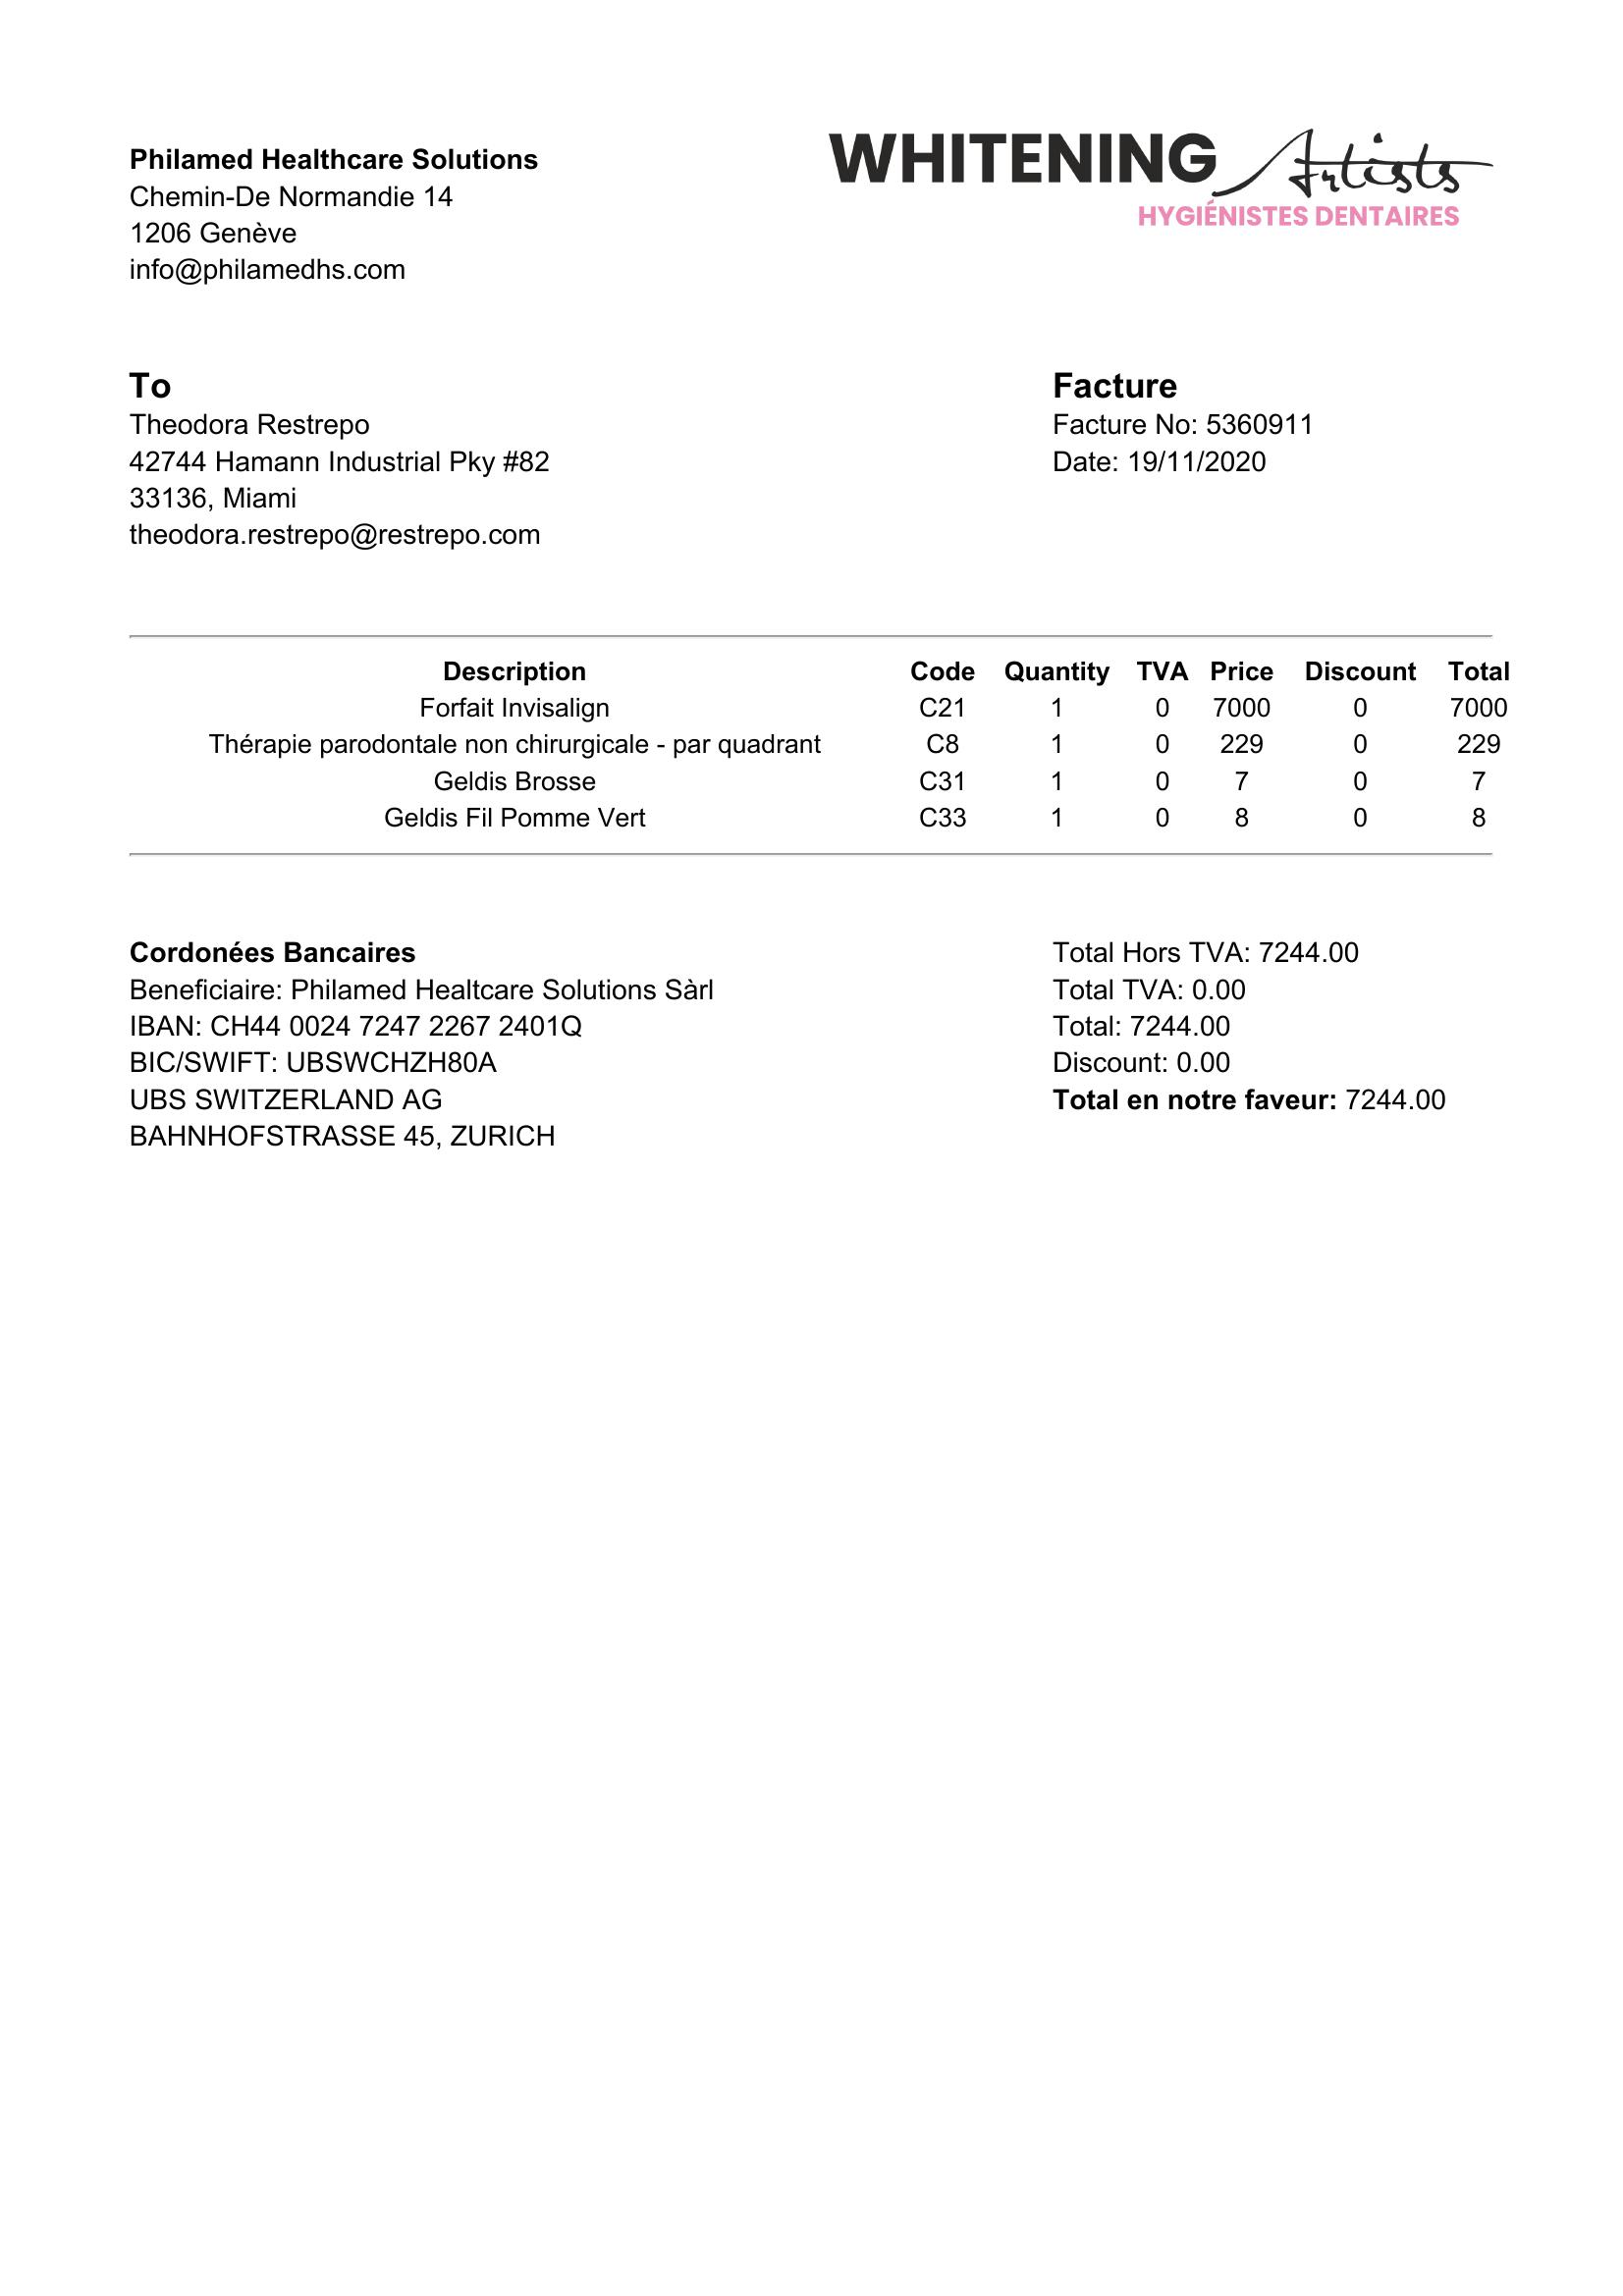 Philamed Healthcare Solutions
Chemin-De Normandie 14
1206 Genève
info@philamedhs.com
WHITENING Artists
HYGIÉNISTES DENTAIRES
To
Theodora Restrepo
42744 Hamann Industrial Pky #82
33136, Miami
theodora.restrepo@restrepo.com
Facture
Facture No: 5360911
Date: 19/11/2020
Description Code Quantity TVA Price Discount Total
Forfait Invisalign C21 1 0 7000 0 7000
Thérapie parodontale non chirurgicale - par quadrant C8 1 0 229 0 229
Geldis Brosse C31 1 0 7 0 7
Geldis Fil Pomme Vert C33 1 0 8 0 8
Cordonées Bancaires
Beneficiaire: Philamed Healtcare Solutions Sàrl
IBAN: CH44 0024 7247 2267 2401Q
BIC/SWIFT: UBSWCHZH80A
UBS SWITZERLAND AG
BAHNHOFSTRASSE 45, ZURICH
Total Hors TVA: 7244.00
Total TVA: 0.00
Total: 7244.00
Discount: 0.00
Total en notre faveur: 7244.00